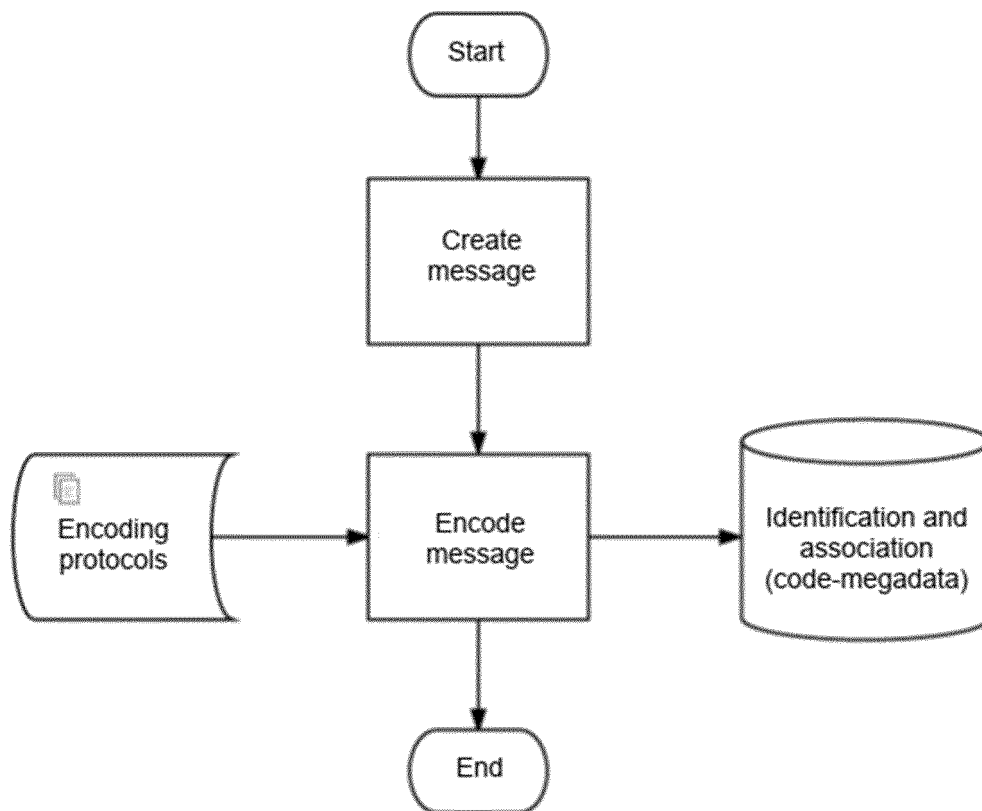 Start
Create
message
Encoding
protocols
Encode
message
Identification and
association
(code-megadata)
End